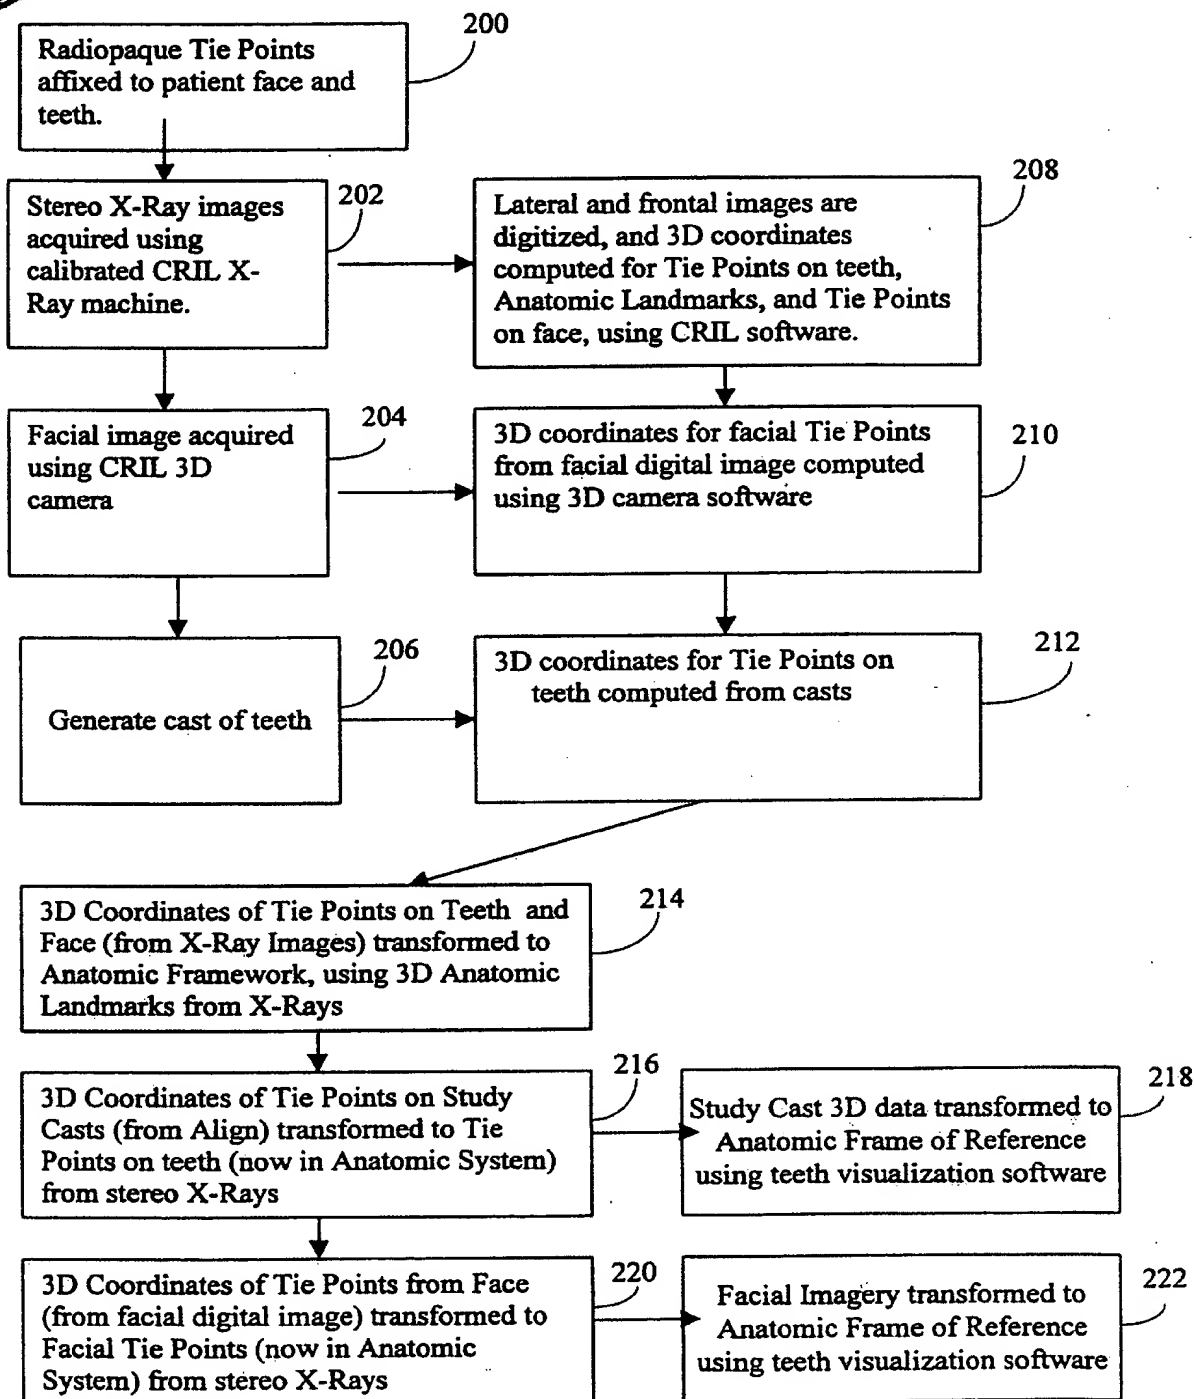 200
Radiopaque Tie Points
affixed to patient face and
teeth.
202
Stereo X-Ray images
acquired using
calibrated CRIL X-
Ray machine.
208
Lateral and frontal images are
digitized, and 3D coordinates
computed for Tie Points on teeth,
Anatomic Landmarks, and Tie Points
on face, using CRIL software.
204
Facial image acquired
using CRIL 3D
camera
210
3D coordinates for facial Tie Points
from facial digital image computed
using 3D camera software
206
Generate cast of teeth
212
3D coordinates for Tie Points on
teeth computed from casts
214
3D Coordinates of Tie Points on Teeth and
Face (from X-Ray Images) transformed to
Anatomic Framework, using 3D Anatomic
Landmarks from X-Rays
216
3D Coordinates of Tie Points on Study
Casts (from Align) transformed to Tie
Points on teeth (now in Anatomic System)
from stereo X-Rays
218
Study Cast 3D data transformed to
Anatomic Frame of Reference
using teeth visualization software
220
3D Coordinates of Tie Points from Face
(from facial digital image) transformed to
Facial Tie Points (now in Anatomic
System) from stereo X-Rays
222
Facial Imagery transformed to
Anatomic Frame of Reference
using teeth visualization software